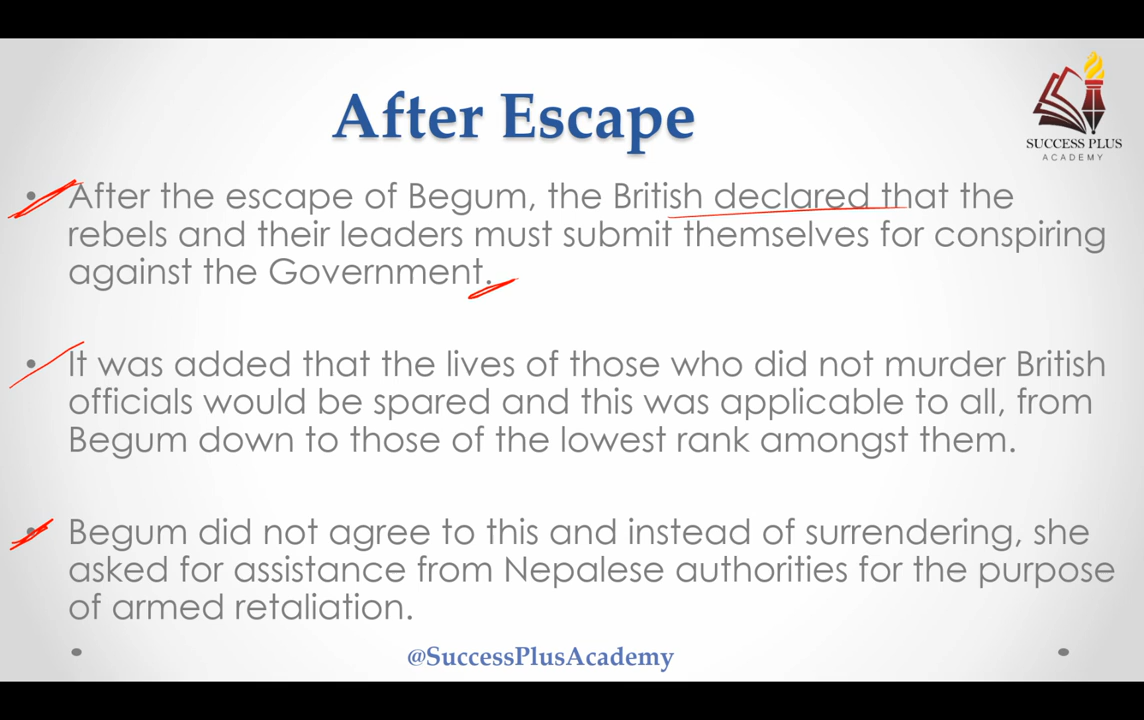 After Escape
SUCCESS PLUS
ACADEMY
• After the escape of Begum, the British declared that the
rebels and their leaders must submit themselves for conspiring
against the Government.
• It was added that the lives of those who did not murder British
officials would be spared and this was applicable to all, from
Begum down to those of the lowest rank amongst them.
• Begum did not agree to this and instead of surrendering, she
asked for assistance from Nepalese authorities for the purpose
of armed retaliation.
@SuccessPlusAcademy